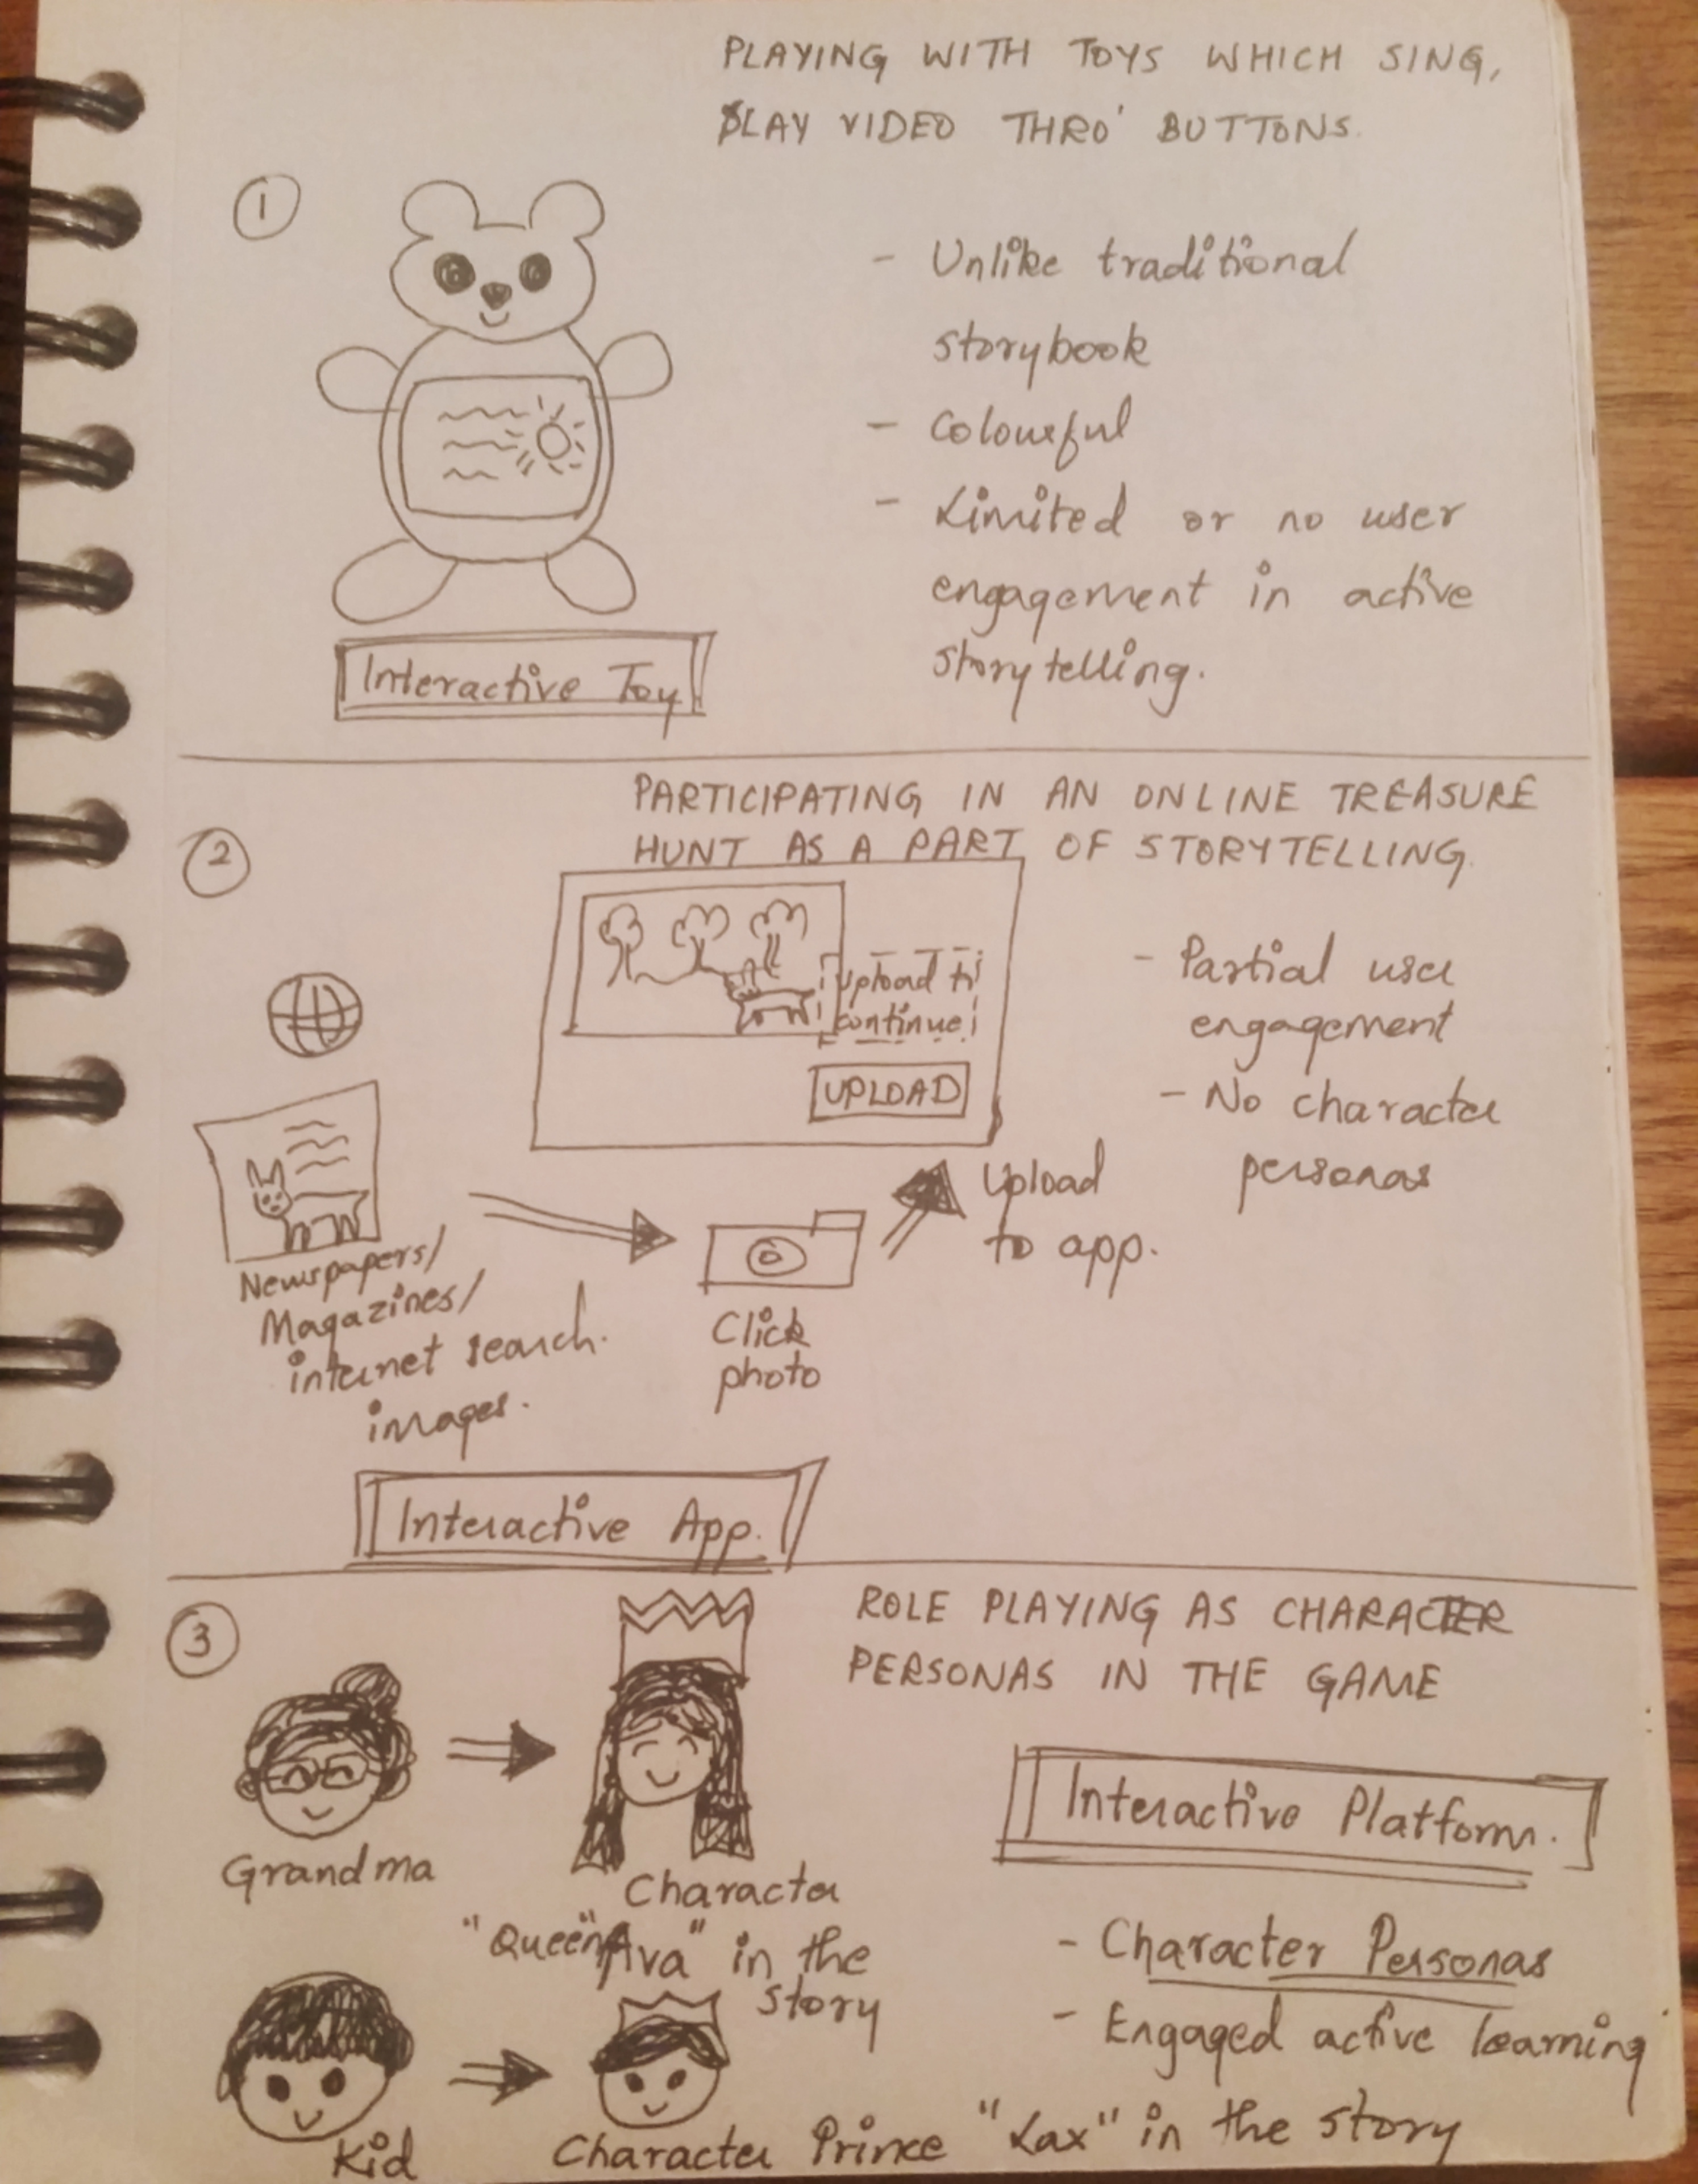 PLAYING WITH TOYS WHICH SING,
PLAY VIDEO THRO' BUTTONS.
1
- Unlike traditional
storybook
- Colourful
- Limited or no user
engagement in active
storytelling.
Interactive Toy
PARTICIPATING IN AN ONLINE TREASURE
HUNT AS A PART OF STORYTELLING.
2
Upload to
continue
UPLOAD
- Partial user
engagement
- No character
personas
Upload
to app.
Newspapers/
Magazines/
internet search.
images.
Click
photo
Interactive App.
3
ROLE PLAYING AS CHARACTER
PERSONAS IN THE GAME
Interactive Platform.
Grandma
Character
"Queen" Ava" in the
story
- Character Personas
- Engaged active learning
Kid
Character Prince "Lax" in the story